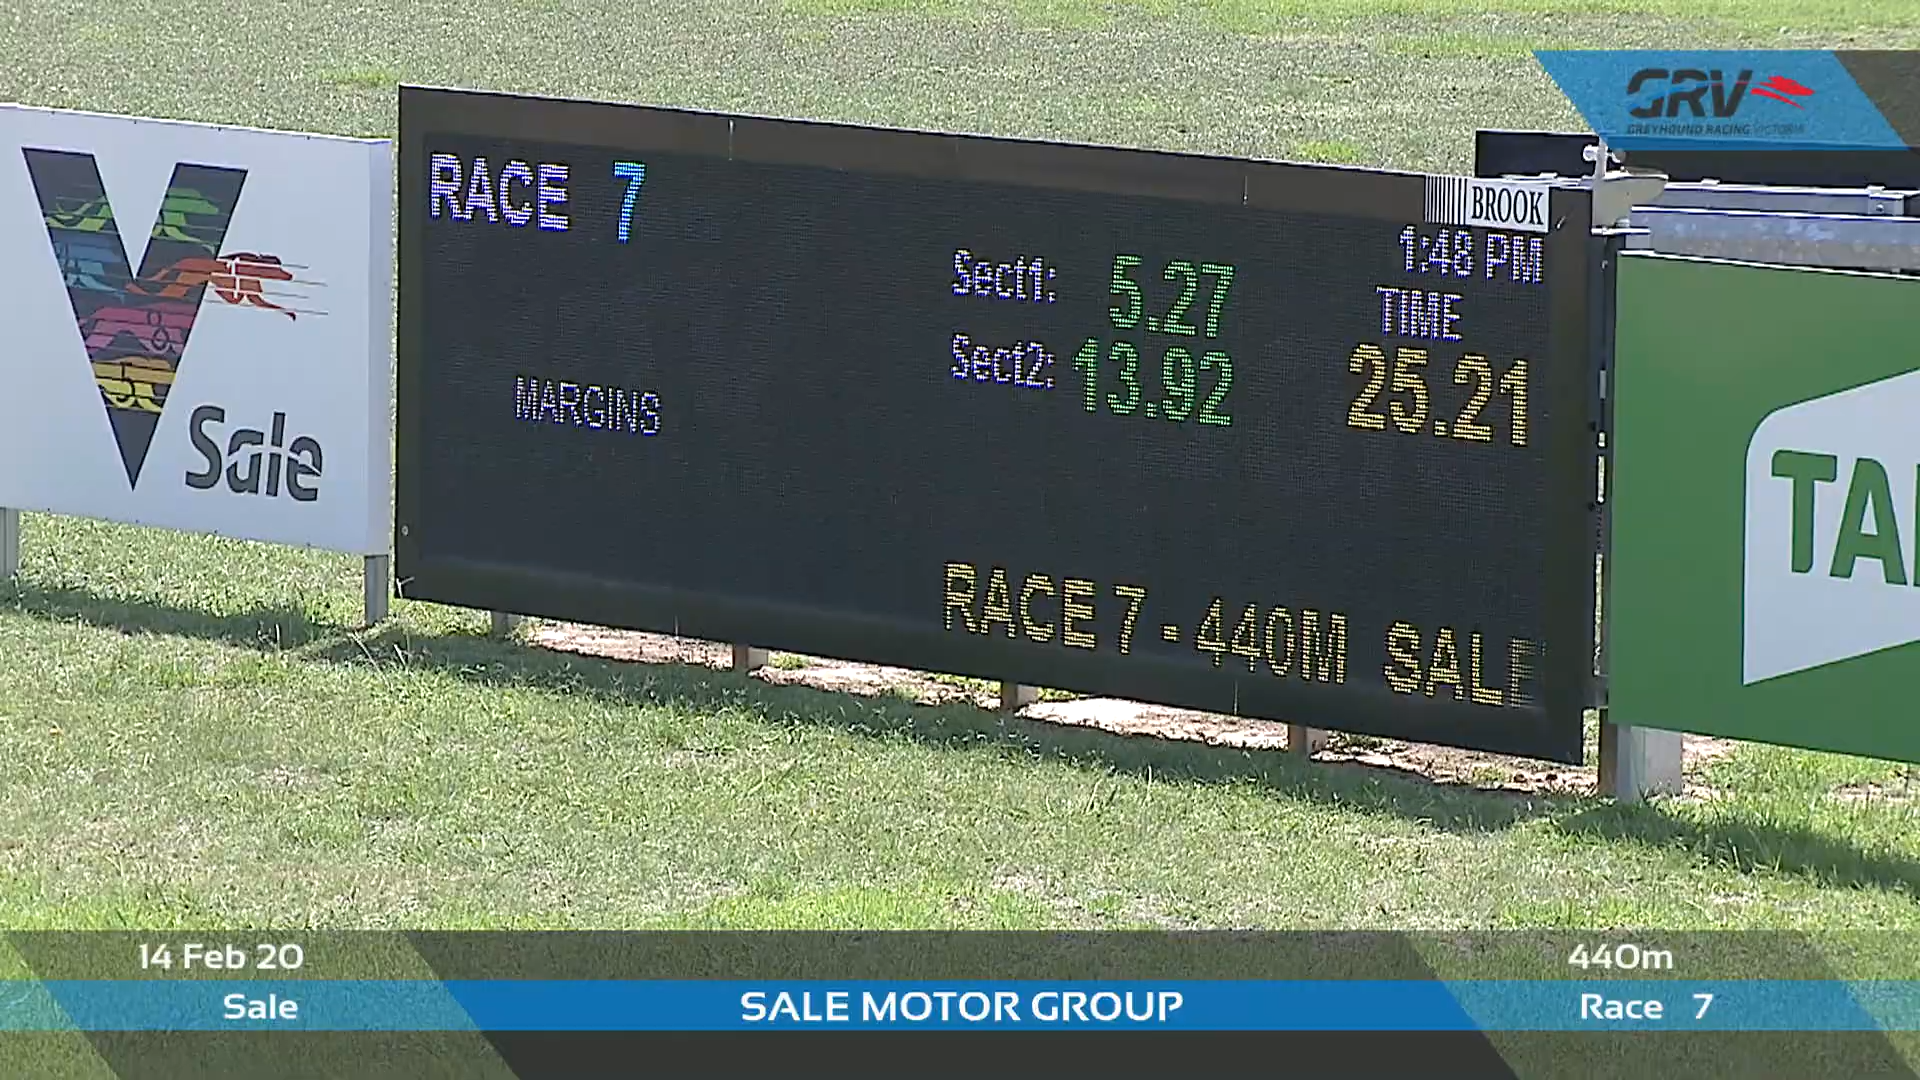 GRV
GREYHOUND RACING VICTORIA
V
Sale
BROOK
RACE 7
1:48 PM
Sect1: 5.27
TIME
Sect2: 13.92
25.21
MARGINS
RACE 7 - 440M SALE
TA
14 Feb 20
440m
Sale
SALE MOTOR GROUP
Race 7